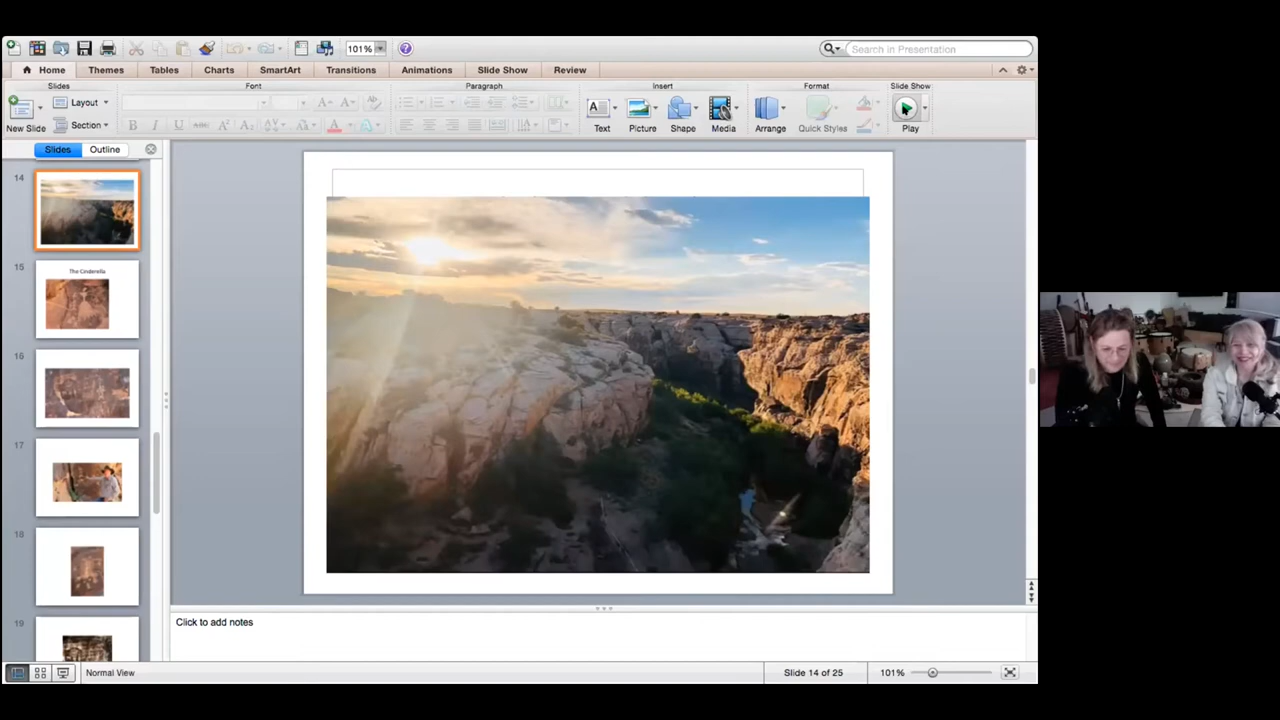 101%
Search in Presentation
Home Themes Tables Charts SmartArt Transitions Animations Slide Show Review
Slides Font Paragraph Insert Format Slide Show
Layout
New Slide Section Text Picture Shape Media Arrange Quick Styles Play
Slides Outline
14
15
The Cinderella
16
17
18
19
Click to add notes
Normal View Slide 14 of 25 101%